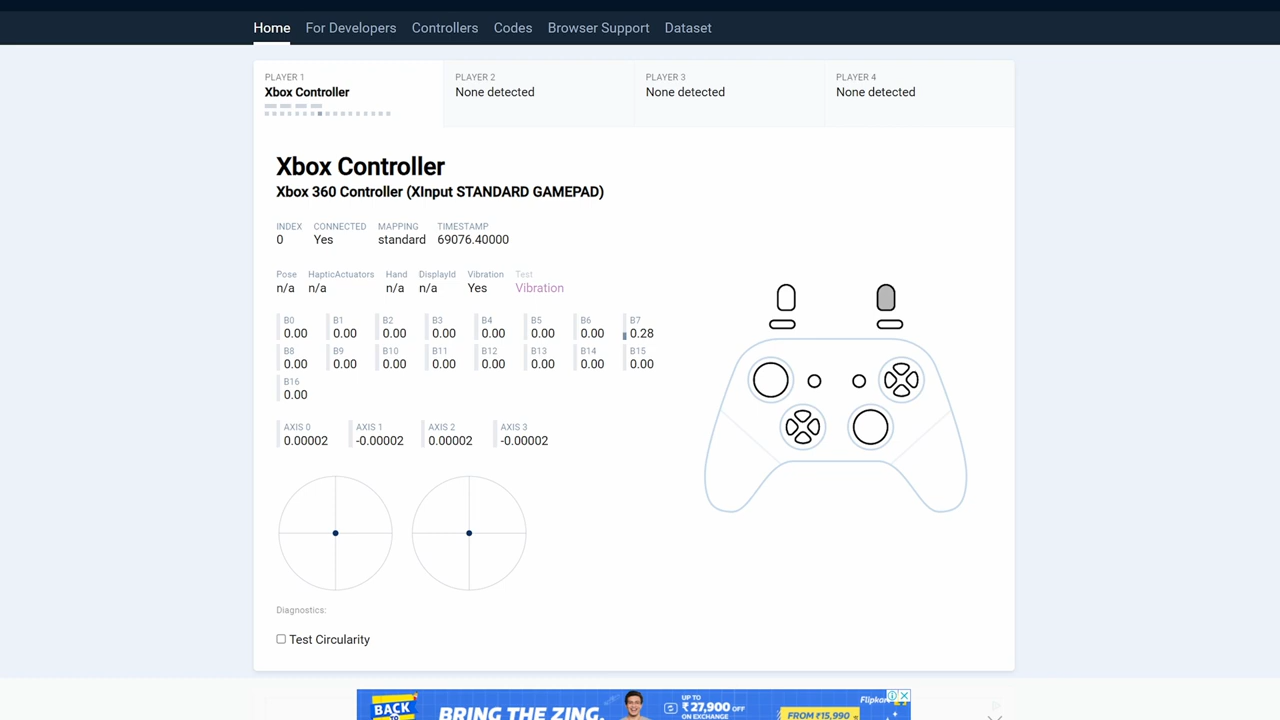 Home For Developers Controllers Codes Browser Support Dataset
PLAYER 1 PLAYER 2 PLAYER 3 PLAYER 4
Xbox Controller None detected None detected None detected
Xbox Controller
Xbox 360 Controller (XInput STANDARD GAMEPAD)
INDEX CONNECTED MAPPING TIMESTAMP
0 Yes standard 69076.40000
Pose HapticActuators Hand DisplayId Vibration Test
n/a n/a n/a n/a Yes Vibration
B0 B1 B2 B3 B4 B5 B6 B7
0.00 0.00 0.00 0.00 0.00 0.00 0.00 0.28
B8 B9 B10 B11 B12 B13 B14 B15
0.00 0.00 0.00 0.00 0.00 0.00 0.00 0.00
B16
0.00
AXIS 0 AXIS 1 AXIS 2 AXIS 3
0.00002 -0.00002 0.00002 -0.00002
Diagnostics:
Test Circularity
BACK
TO
BRING THE ZING.
UP TO
₹ 27,900 OFF
ON EXCHANGE
FROM ₹15,990
Flipkart